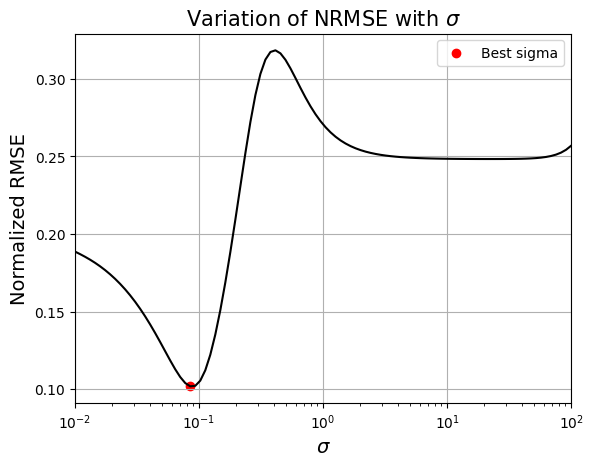 Variation of NRMSE with σ
Best sigma
Normalized RMSE
0.30
0.25
0.20
0.15
0.10
10⁻² 10⁻¹ 10⁰ 10¹ 10²
σ